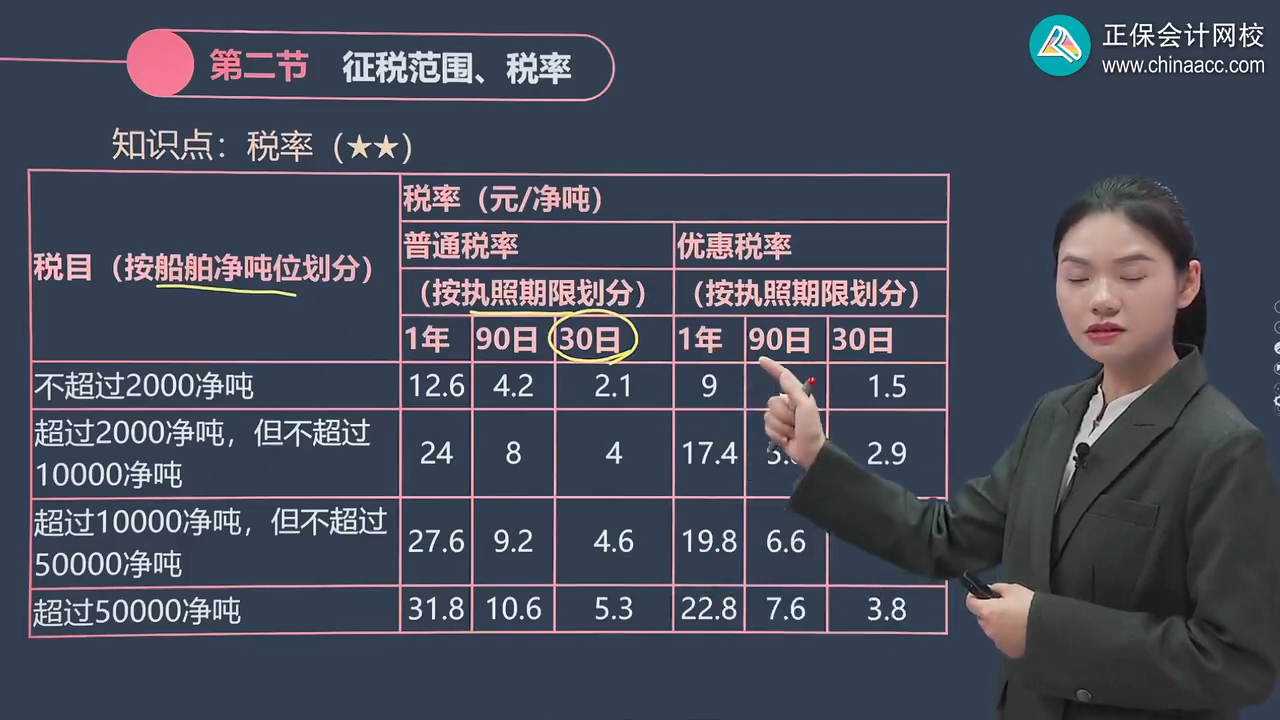 正保会计网校
www.chinaacc.com
第二节 征税范围、税率
知识点：税率（★★）
税目（按船舶净吨位划分）
税率（元/净吨）
普通税率 优惠税率
（按执照期限划分） （按执照期限划分）
1年 90日 30日 1年 90日 30日
不超过2000净吨 12.6 4.2 2.1 9 1.5
超过2000净吨，但不超过
10000净吨
24 8 4 17.4 2.9
超过10000净吨，但不超过
50000净吨
27.6 9.2 4.6 19.8 6.6
超过50000净吨 31.8 10.6 5.3 22.8 7.6 3.8